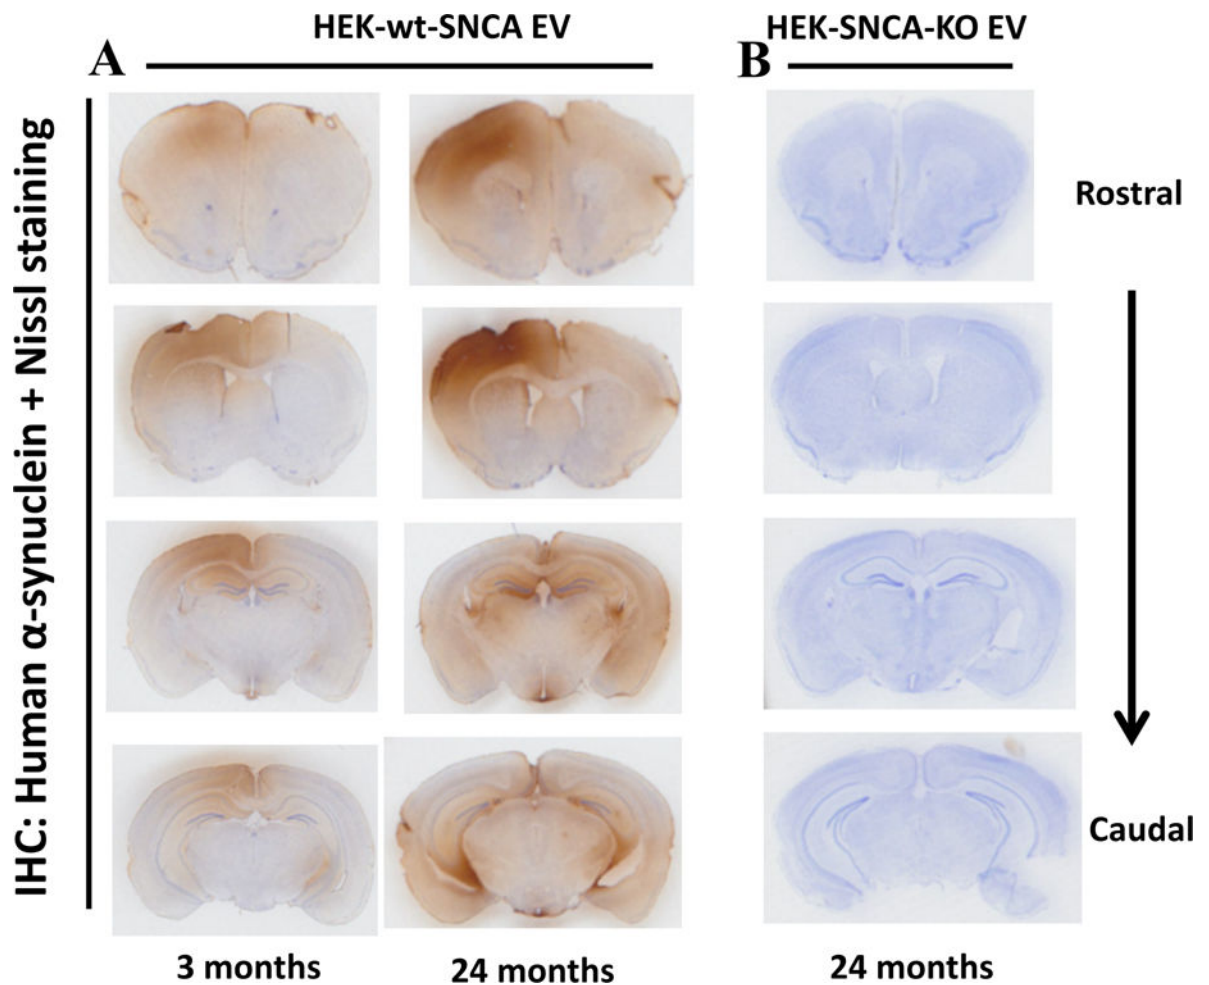 HEK-wt-SNCA EV
HEK-SNCA-KO EV
A
B
IHC: Human α-synuclein + Nissl staining
Rostral
Caudal
3 months
24 months
24 months